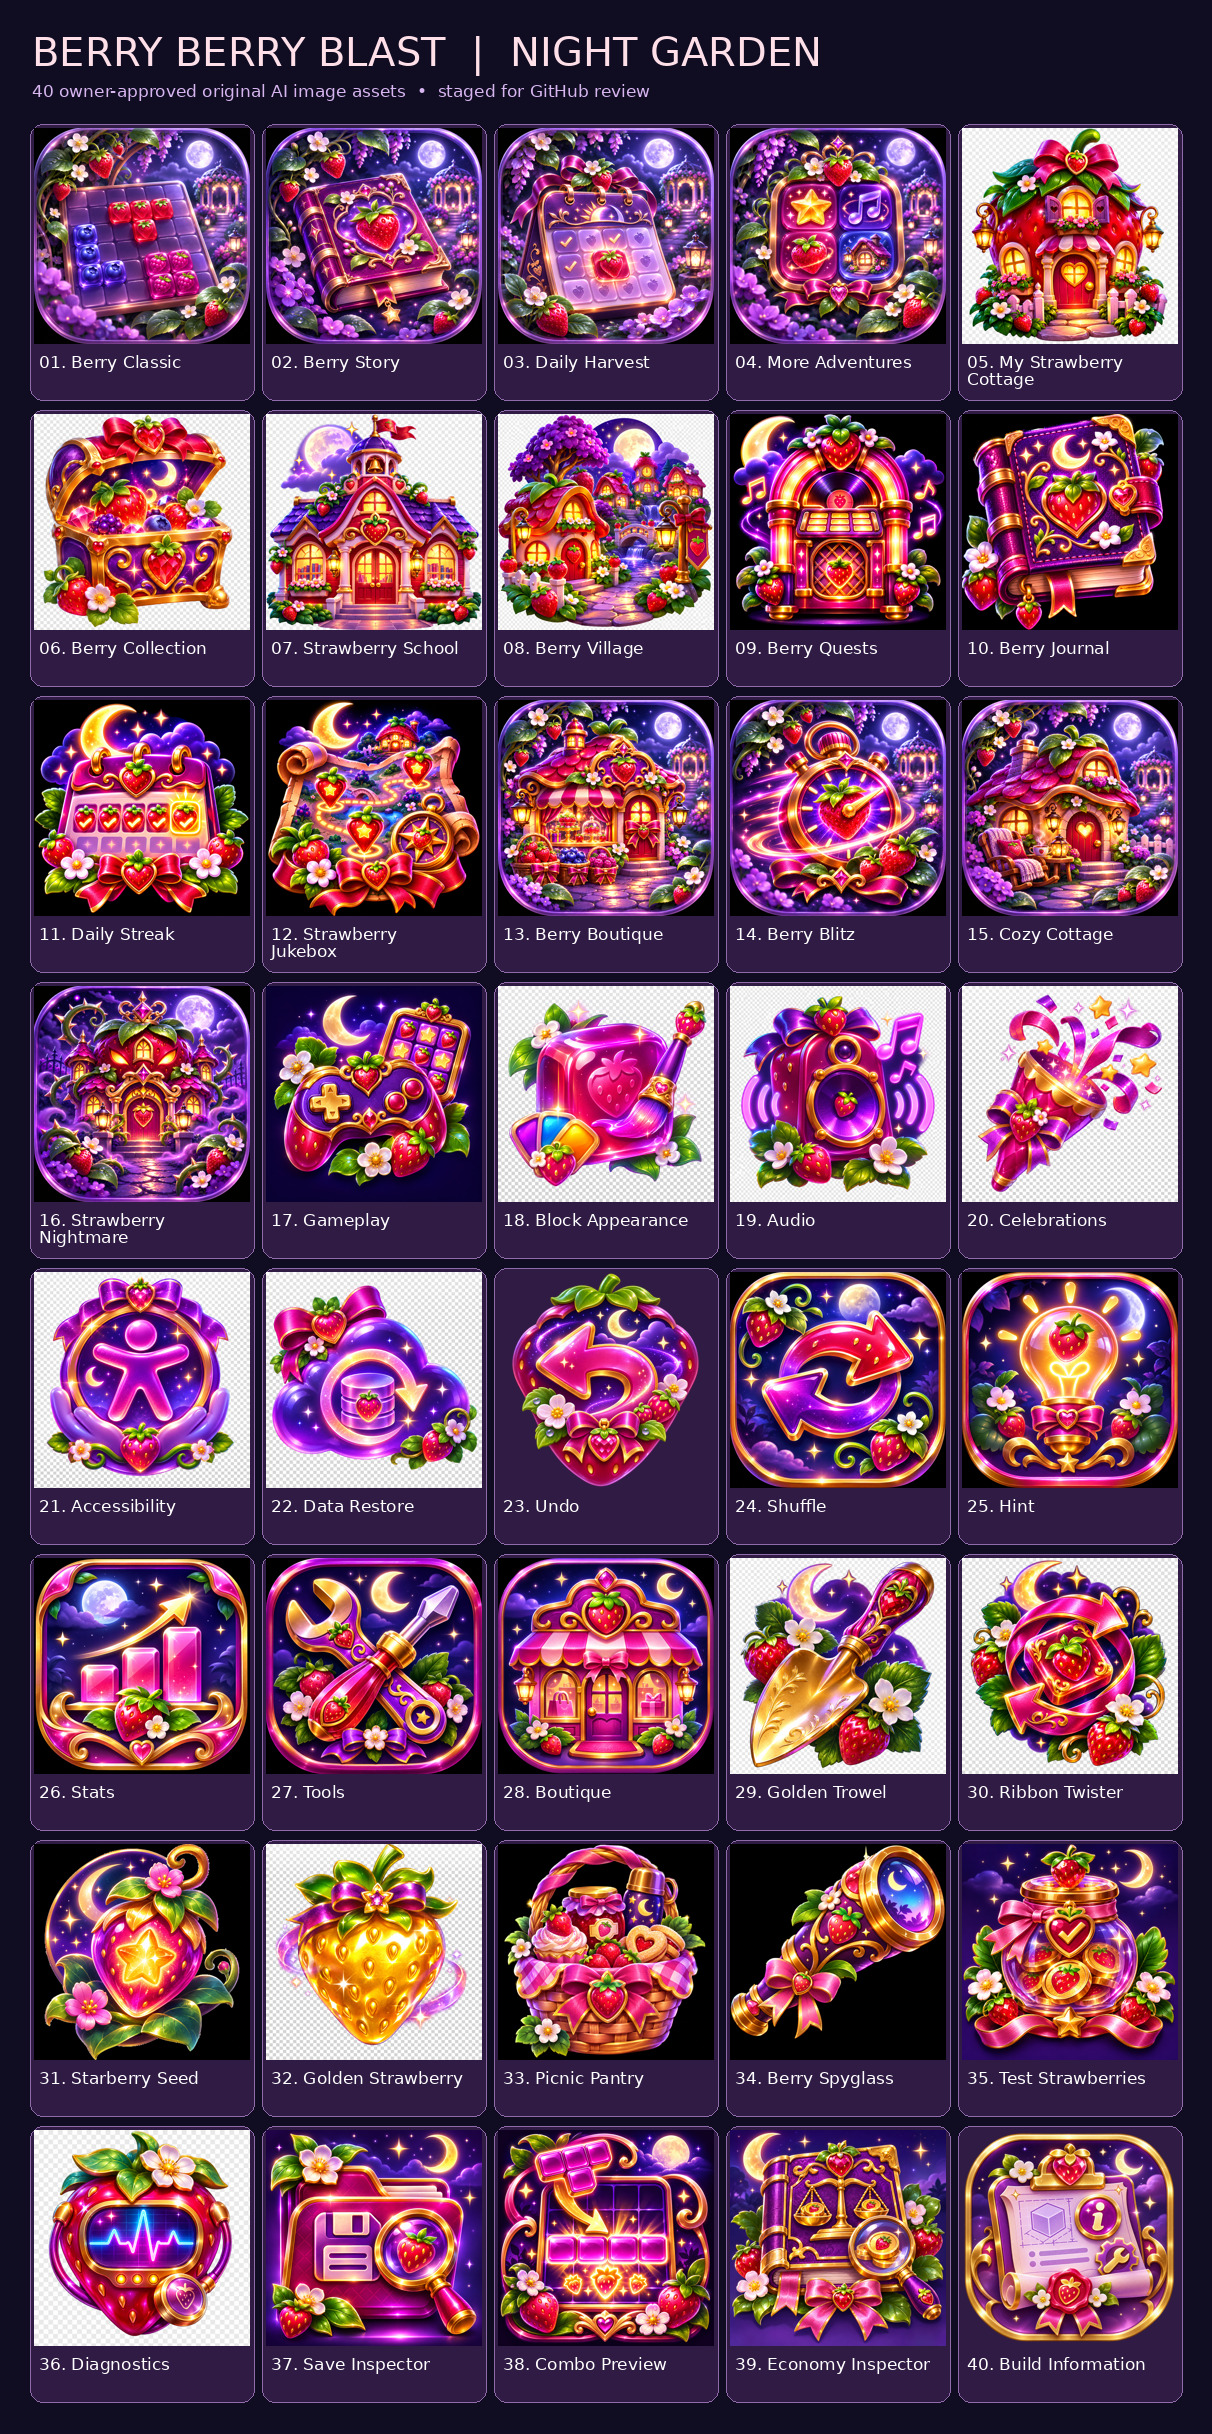 BERRY BERRY BLAST | NIGHT GARDEN
40 owner-approved original AI image assets • staged for GitHub review
01. Berry Classic
02. Berry Story
03. Daily Harvest
04. More Adventures
05. My Strawberry
Cottage
06. Berry Collection
07. Strawberry School
08. Berry Village
09. Berry Quests
10. Berry Journal
11. Daily Streak
12. Strawberry
Jukebox
13. Berry Boutique
14. Berry Blitz
15. Cozy Cottage
16. Strawberry
Nightmare
17. Gameplay
18. Block Appearance
19. Audio
20. Celebrations
21. Accessibility
22. Data Restore
23. Undo
24. Shuffle
25. Hint
26. Stats
27. Tools
28. Boutique
29. Golden Trowel
30. Ribbon Twister
31. Starberry Seed
32. Golden Strawberry
33. Picnic Pantry
34. Berry Spyglass
35. Test Strawberries
36. Diagnostics
37. Save Inspector
38. Combo Preview
39. Economy Inspector
i
40. Build Information